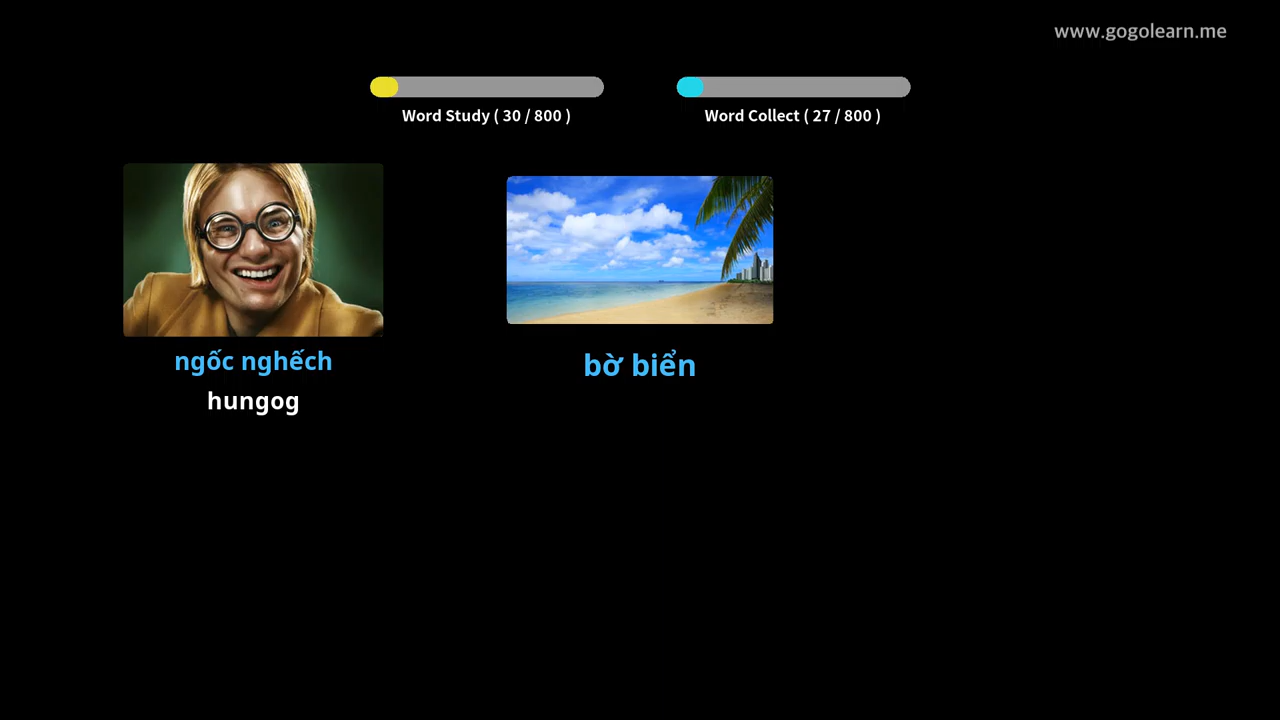 www.gogolearn.me
Word Study ( 30 / 800 )
Word Collect ( 27 / 800 )
ngốc nghếch
hungog
bờ biển